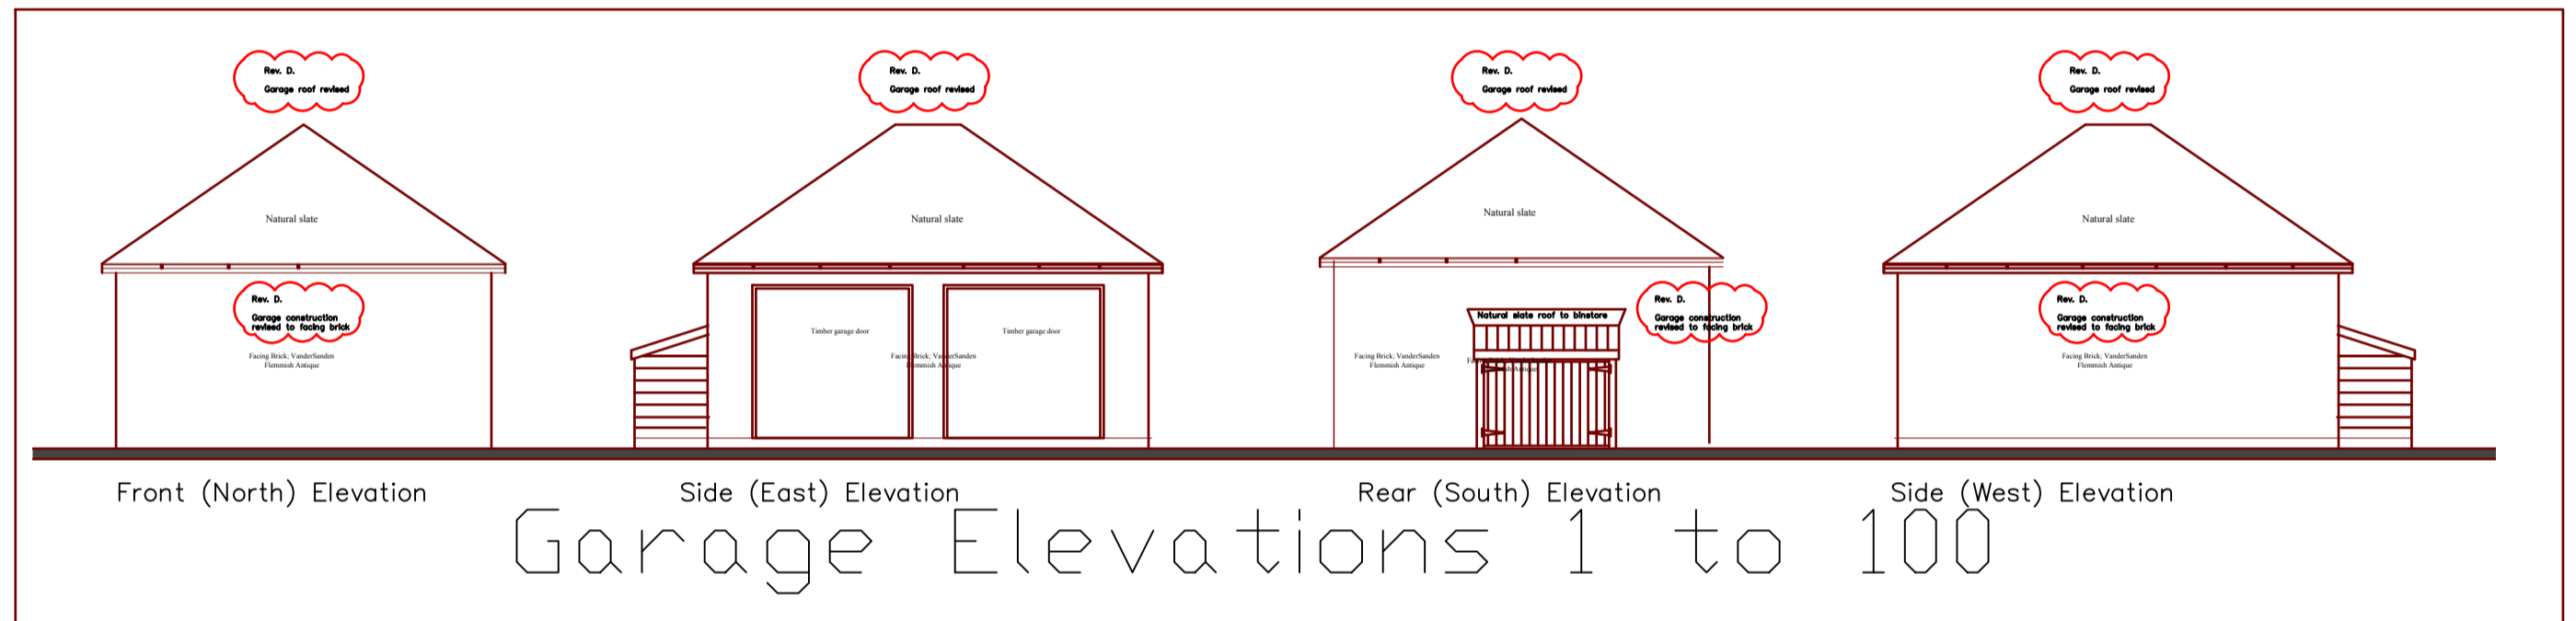 Rev. D.
Garage roof revised
Rev. D.
Garage roof revised
Rev. D.
Garage roof revised
Rev. D.
Garage roof revised
Natural slate
Natural slate
Natural slate
Natural slate
Rev. D.
Garage construction
revised to facing brick
Facing Brick; VanderSanden
Flemmish Antique
Timber garage door
Timber garage door
Facing Brick; VanderSanden
Flemmish Antique
Natural slate roof to binstore
Facing Brick; VanderSanden
Flemmish Antique
Antique
Rev. D.
Garage construction
revised to facing brick
Rev. D.
Garage construction
revised to facing brick
Facing Brick; VanderSanden
Flemmish Antique
Front (North) Elevation
Side (East) Elevation
Rear (South) Elevation
Side (West) Elevation
Garage Elevations 1 to 100